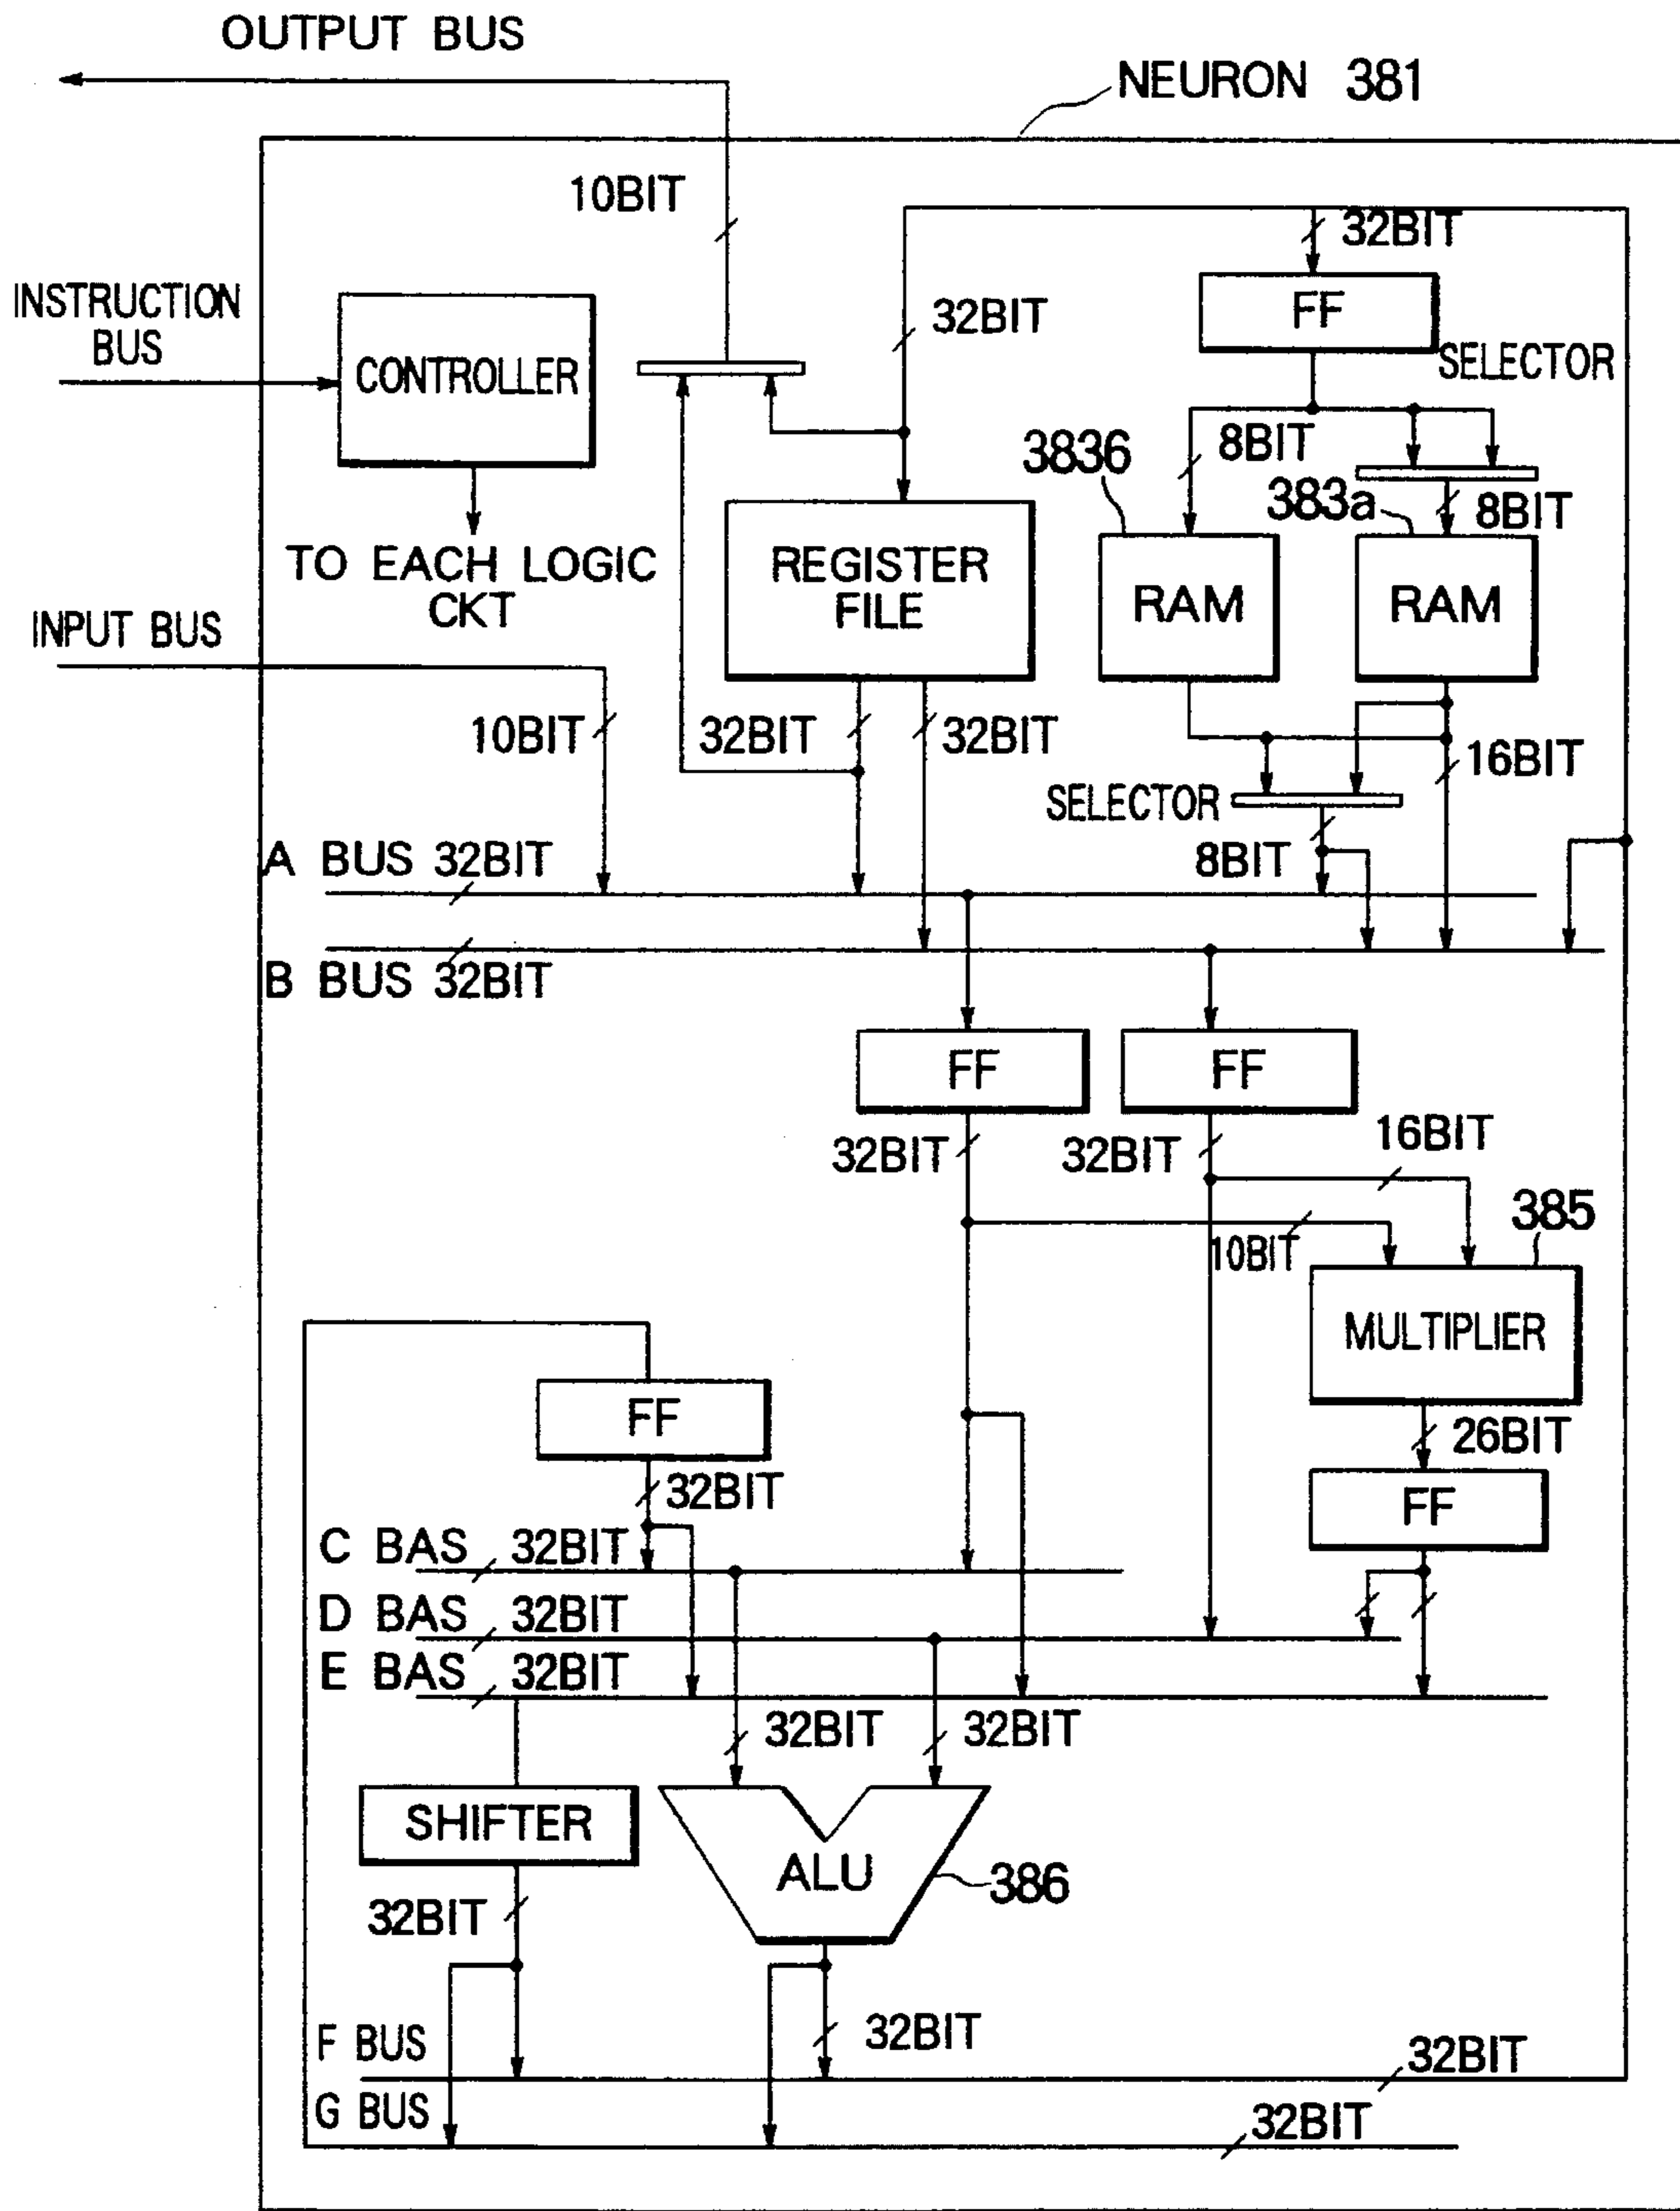 OUTPUT BUS
NEURON 381
10BIT
32BIT
FF
INSTRUCTION
BUS
CONTROLLER
32BIT
SELECTOR
8BIT
3836
383a
8BIT
TO EACH LOGIC
CKT
REGISTER
FILE
RAM
RAM
INPUT BUS
10BIT
32BIT
32BIT
16BIT
SELECTOR
8BIT
A BUS 32BIT
B BUS 32BIT
FF
FF
32BIT
32BIT
16BIT
10BIT
385
MULTIPLIER
FF
26BIT
32BIT
FF
C BAS 32BIT
D BAS 32BIT
E BAS 32BIT
32BIT
32BIT
SHIFTER
ALU
386
32BIT
32BIT
F BUS
32BIT
G BUS
32BIT